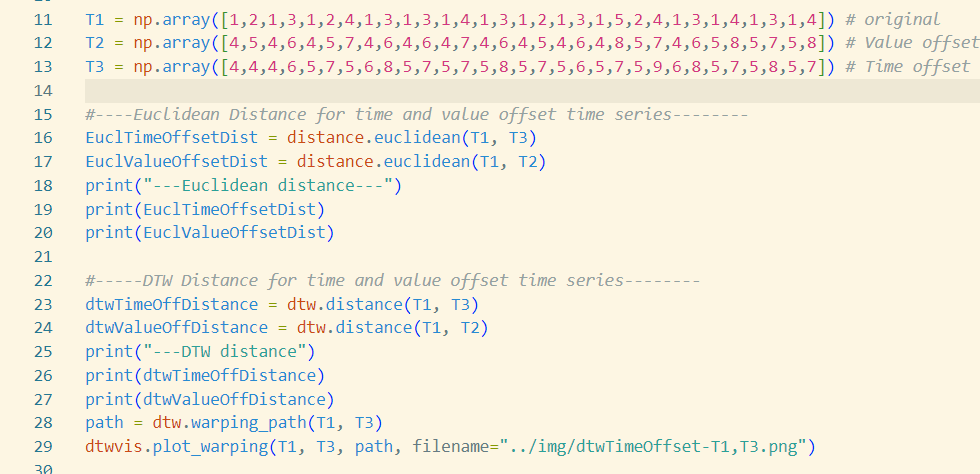 11 T1 = np.array([1,2,1,3,1,2,4,1,3,1,3,1,4,1,3,1,2,1,3,1,5,2,4,1,3,1,4,1,3,1,4]) # original
12 T2 = np.array([4,5,4,6,4,5,7,4,6,4,6,4,7,4,6,4,5,4,6,4,8,5,7,4,6,5,8,5,7,5,8]) # Value offset
13 T3 = np.array([4,4,4,6,5,7,5,6,8,5,7,5,7,5,8,5,7,5,6,5,7,5,9,6,8,5,7,5,8,5,7]) # Time offset
14
15 #----Euclidean Distance for time and value offset time series--------
16 EuclTimeOffsetDist = distance.euclidean(T1, T3)
17 EuclValueOffsetDist = distance.euclidean(T1, T2)
18 print("---Euclidean distance---")
19 print(EuclTimeOffsetDist)
20 print(EuclValueOffsetDist)
21
22 #-----DTW Distance for time and value offset time series--------
23 dtwTimeOffDistance = dtw.distance(T1, T3)
24 dtwValueOffDistance = dtw.distance(T1, T2)
25 print("---DTW distance")
26 print(dtwTimeOffDistance)
27 print(dtwValueOffDistance)
28 path = dtw.warping_path(T1, T3)
29 dtwvis.plot_warping(T1, T3, path, filename="../img/dtwTimeOffset-T1,T3.png")
30